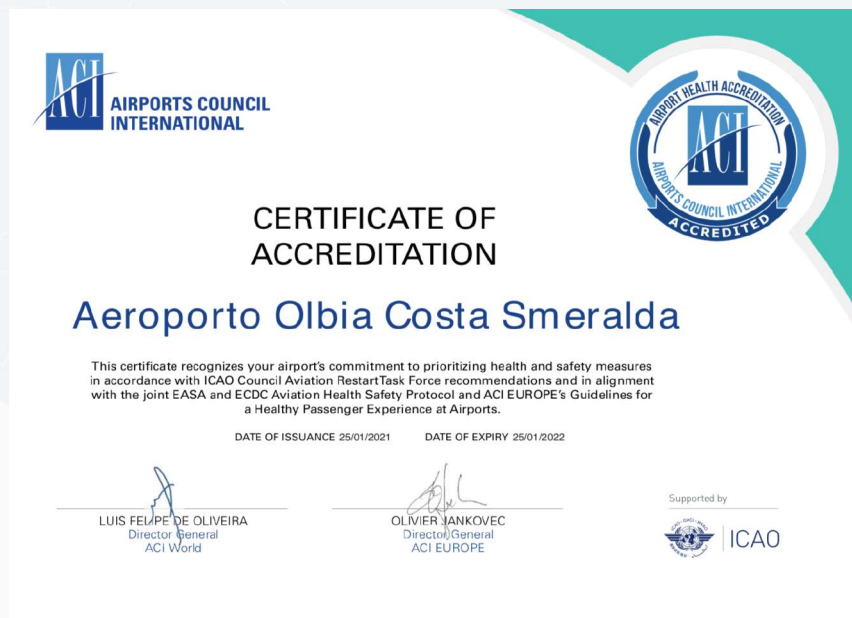 ACI
AIRPORTS COUNCIL
INTERNATIONAL
AIRPORT HEALTH ACCREDITATION
ACI
AIRPORTS COUNCIL INTERNATIONAL
ACCREDITED
CERTIFICATE OF
ACCREDITATION
Aeroporto Olbia Costa Smeralda
This certificate recognizes your airport's commitment to prioritizing health and safety measures
in accordance with ICAO Council Aviation RestartTask Force recommendations and in alignment
with the joint EASA and ECDC Aviation Health Safety Protocol and ACI EUROPE's Guidelines for
a Healthy Passenger Experience at Airports.
DATE OF ISSUANCE 25/01/2021 DATE OF EXPIRY 25/01/2022
LUIS FELIPE DE OLIVEIRA
Director General
ACI World
OLIVIER JANKOVEC
Director General
ACI EUROPE
Supported by
ICAO